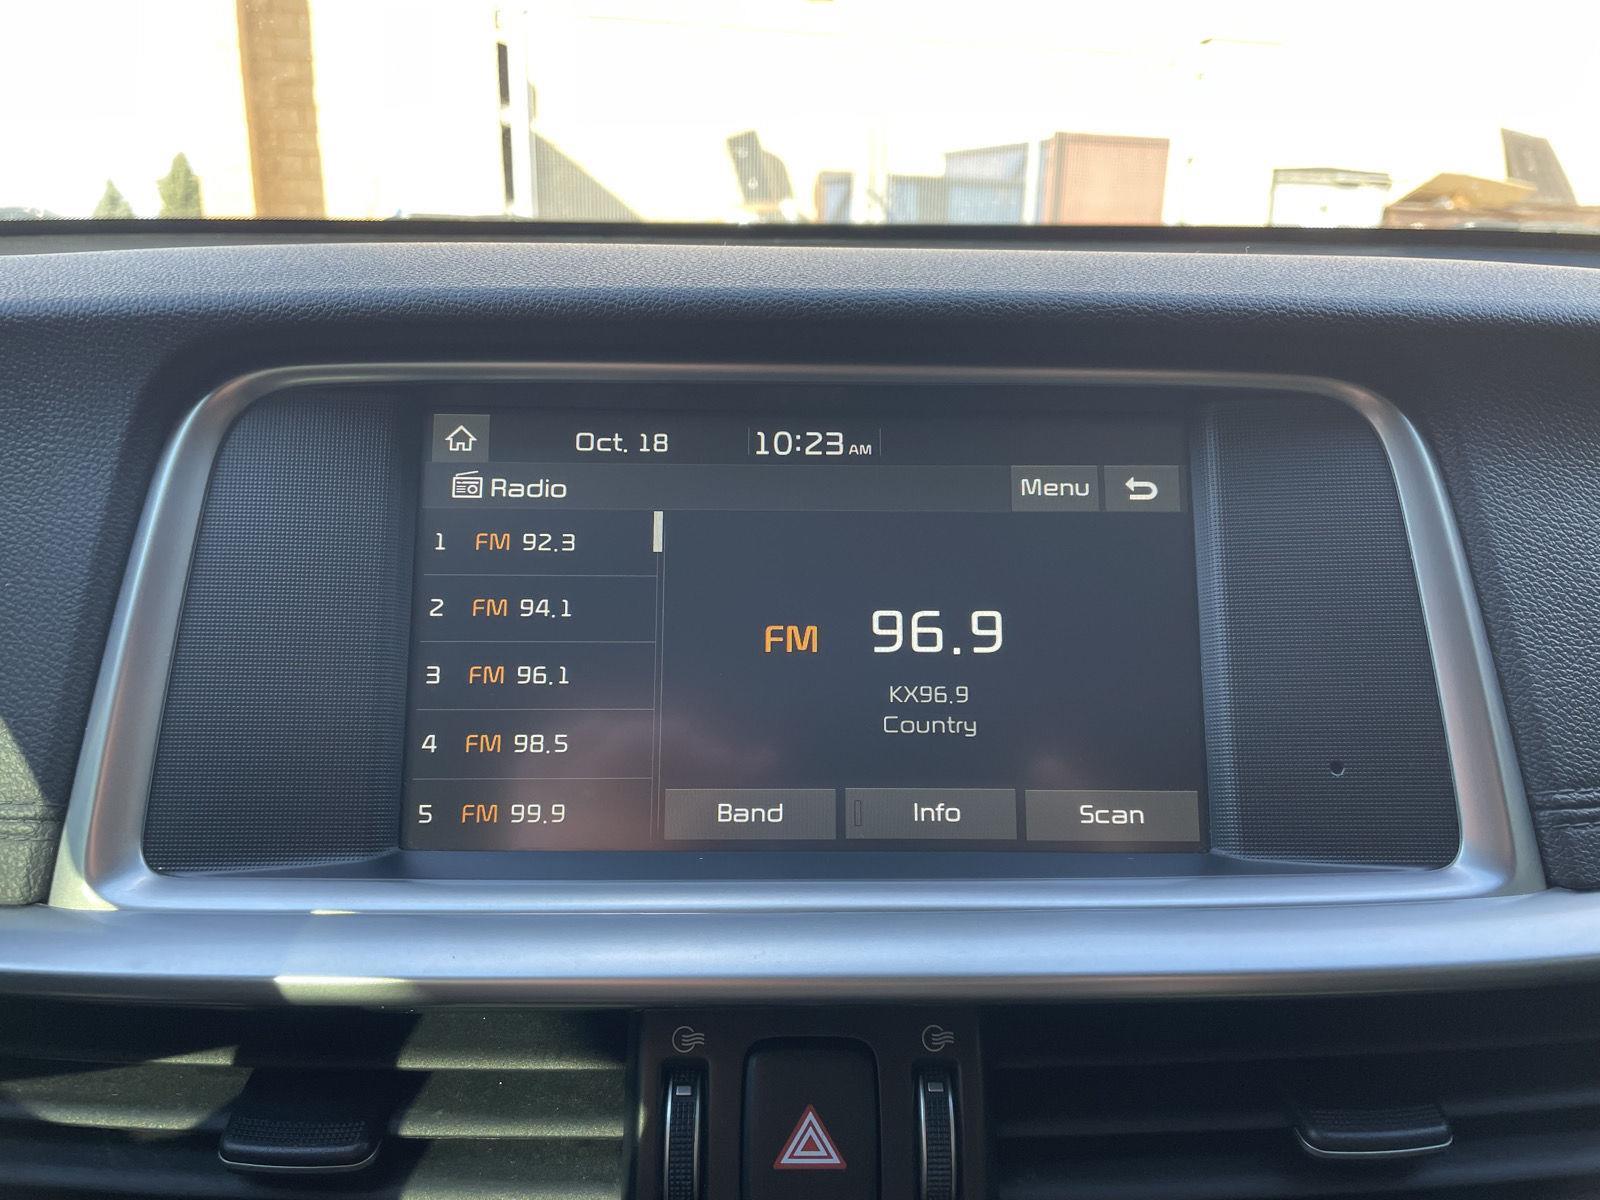 Oct. 18 10:23 AM
Radio Menu
1 FM 92.3
2 FM 94.1
3 FM 96.1
4 FM 98.5
5 FM 99.9
FM 96.9
KX96.9
Country
Band Info Scan